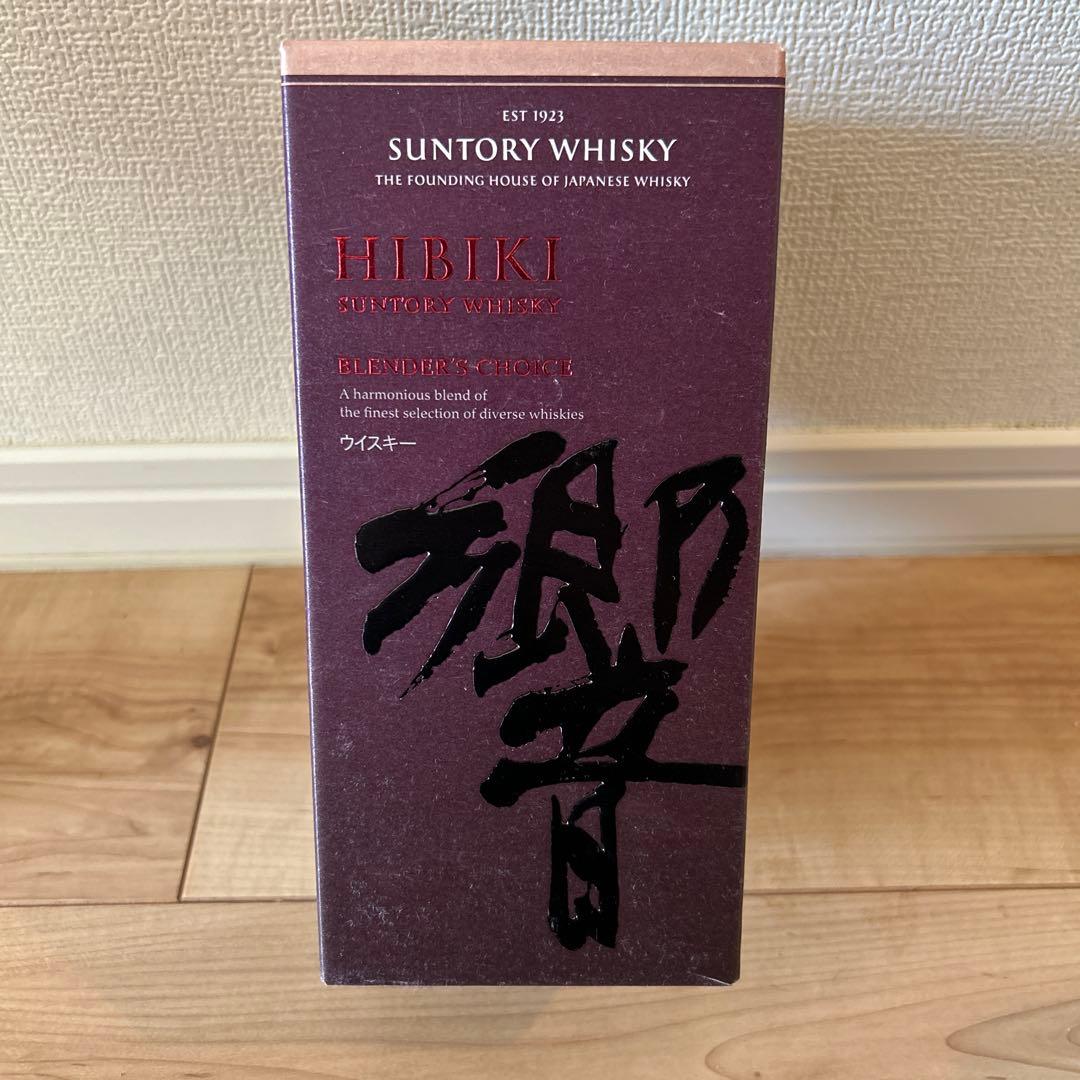 EST 1923
SUNTORY WHISKY
THE FOUNDING HOUSE OF JAPANESE WHISKY
HIBIKI
SUNTORY WHISKY
BLENDER'S CHOICE
A harmonious blend of
the finest selection of diverse whiskies
ウイスキー
響